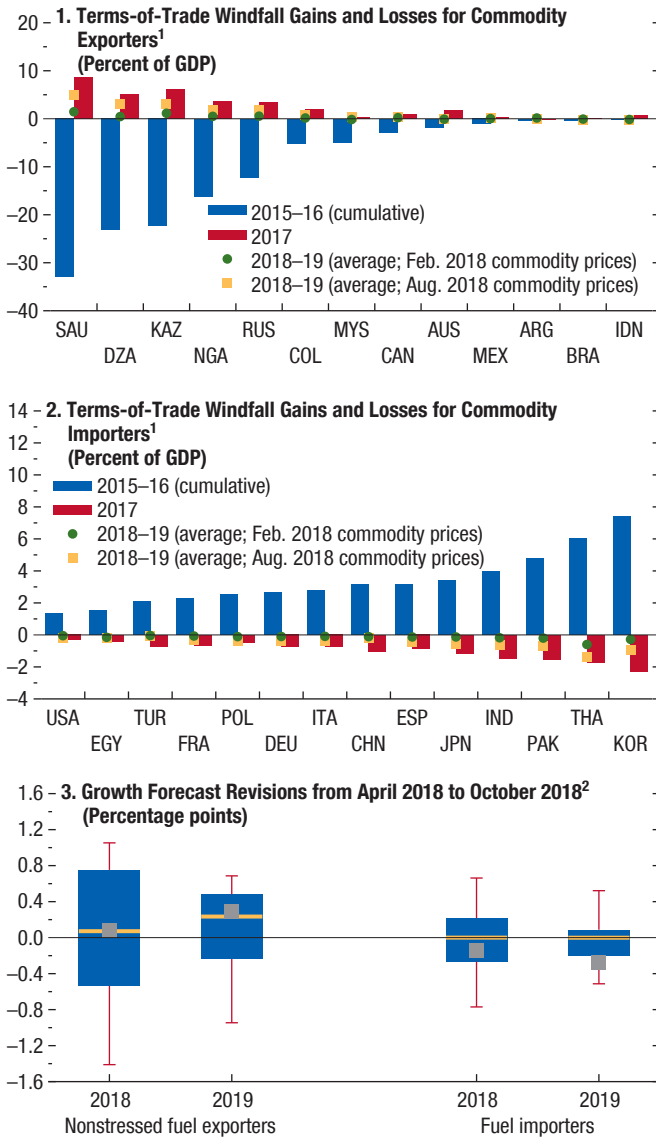 1. Terms-of-Trade Windfall Gains and Losses for Commodity
Exporters¹
(Percent of GDP)
20
10
0
–10
–20
–30
–40
2015–16 (cumulative)
2017
2018–19 (average; Feb. 2018 commodity prices)
2018–19 (average; Aug. 2018 commodity prices)
SAU KAZ RUS MYS AUS ARG IDN
DZA NGA COL CAN MEX BRA
2. Terms-of-Trade Windfall Gains and Losses for Commodity
Importers¹
(Percent of GDP)
14
12
10
8
6
4
2
0
–2
–4
2015–16 (cumulative)
2017
2018–19 (average; Feb. 2018 commodity prices)
2018–19 (average; Aug. 2018 commodity prices)
USA TUR POL ITA ESP IND THA
EGY FRA DEU CHN JPN PAK KOR
3. Growth Forecast Revisions from April 2018 to October 2018²
(Percentage points)
1.6
1.2
0.8
0.4
0.0
–0.4
–0.8
–1.2
–1.6
2018 2019 2018 2019
Nonstressed fuel exporters Fuel importers